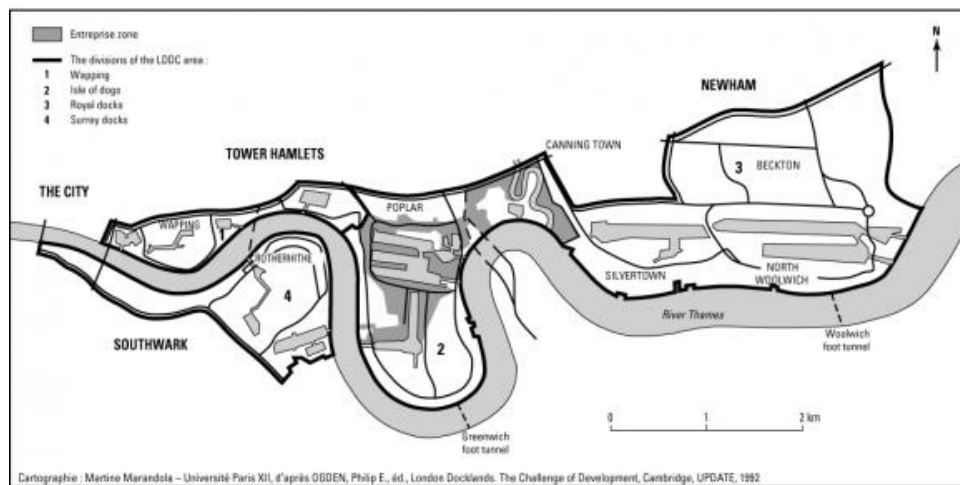 Entreprise zone
The divisions of the LDDC area :
1 Wapping
2 Isle of dogs
3 Royal docks
4 Surrey docks
N
NEWHAM
CANNING TOWN
TOWER HAMLETS
3
BECKTON
THE CITY
POPLAR
WAPPING
ROTHERHITHE
4
SILVERTOWN
NORTH
WOOLWICH
River Thames
SOUTHWARK
2
Woolwich
foot tunnel
0 1 2 km
Greenwich
foot tunnel
Cartographie : Martine Marandola – Université Paris XII, d'après OGDEN, Philip E., éd., London Docklands. The Challenge of Development, Cambridge, UPDATE, 1992